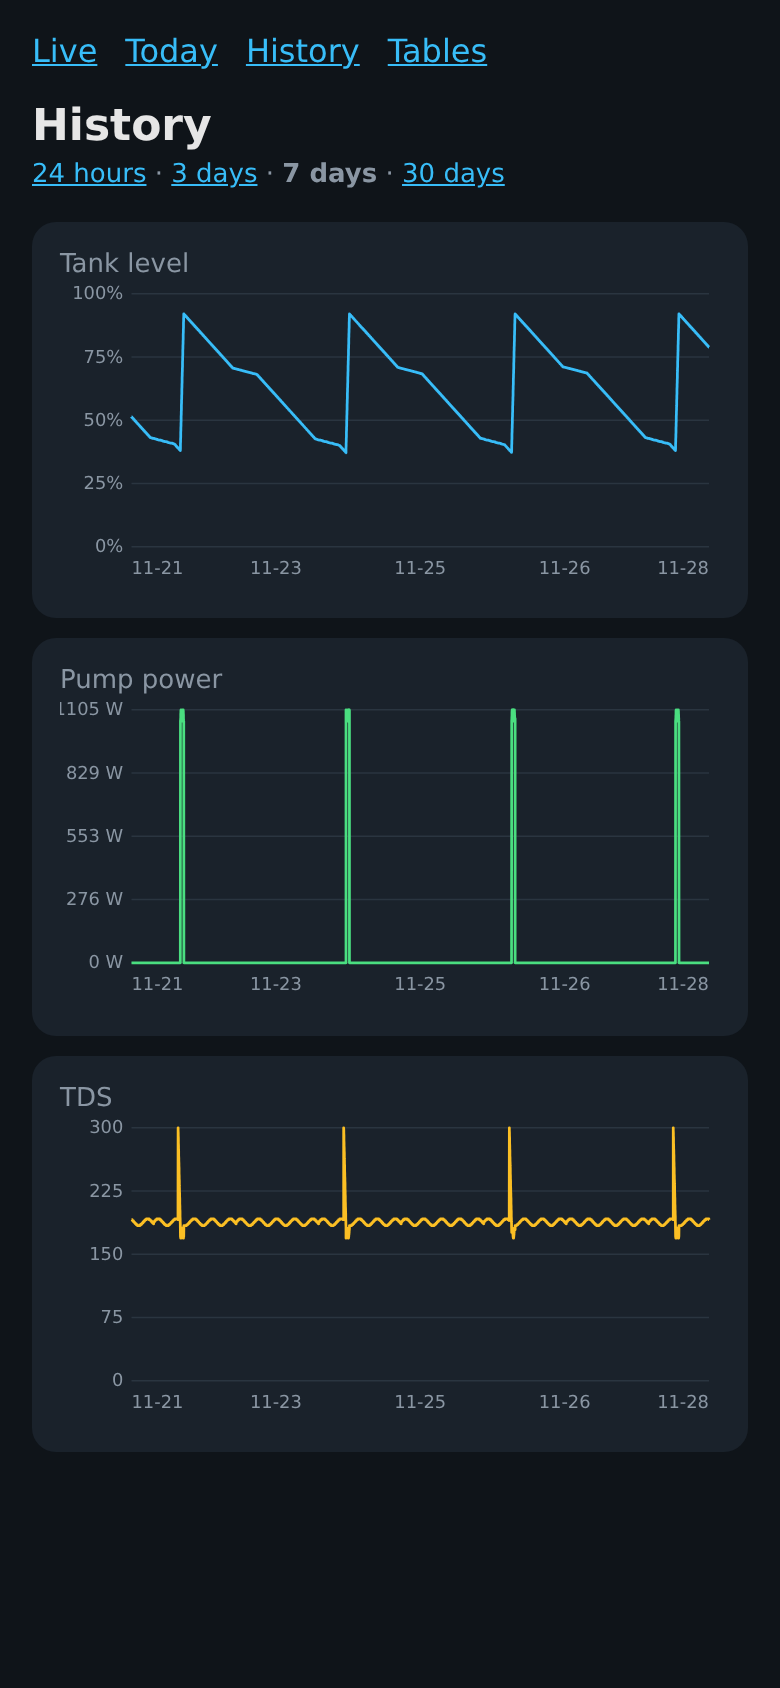 Live Today History Tables
History
24 hours · 3 days · 7 days · 30 days
Tank level
100%
75%
50%
25%
0%
11-21 11-23 11-25 11-26 11-28
Pump power
1105 W
829 W
553 W
276 W
0 W
11-21 11-23 11-25 11-26 11-28
TDS
300
225
150
75
0
11-21 11-23 11-25 11-26 11-28